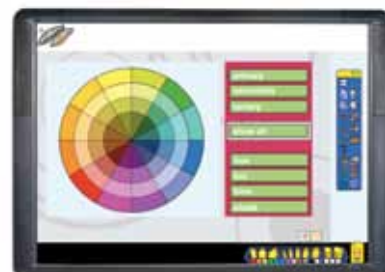 primary
secondary
tertiary
show all
hue
tint
tone
shade